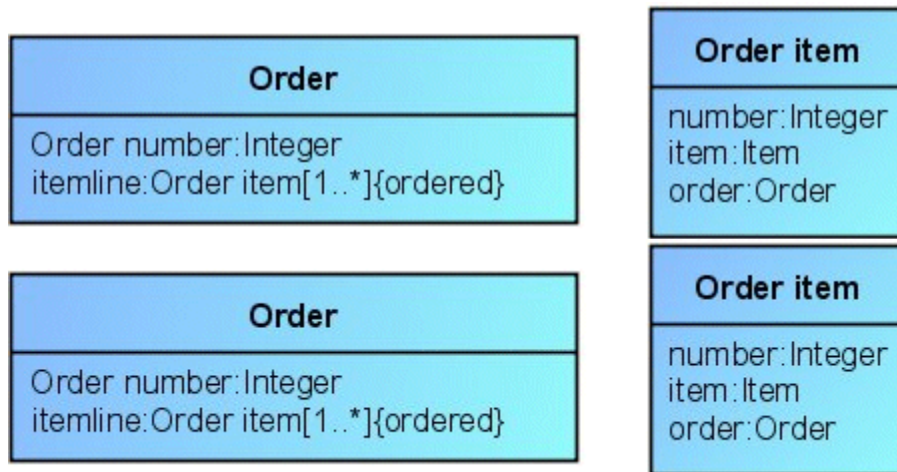 Order
Order number:Integer
itemline:Order item[1..*]{ordered}
Order item
number:Integer
item:Item
order:Order
Order
Order number:Integer
itemline:Order item[1..*]{ordered}
Order item
number:Integer
item:Item
order:Order